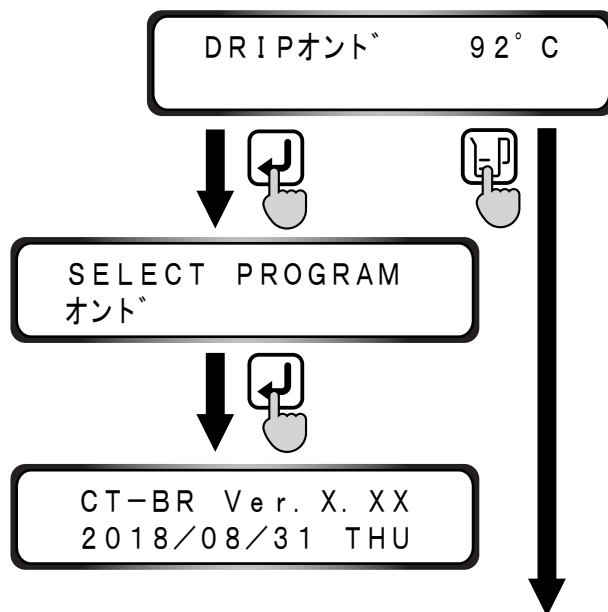 DRIPオンド 92°C
SELECT PROGRAM
オンド
CT-BR Ver. X. XX
2018/08/31 THU